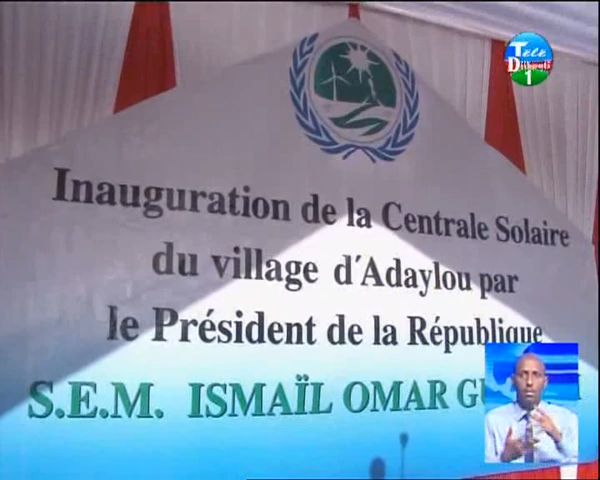 Tele
Djibouti
1
Inauguration de la Centrale Solaire
du village d'Adaylou par
le Président de la République
S.E.M. ISMAÏL OMAR